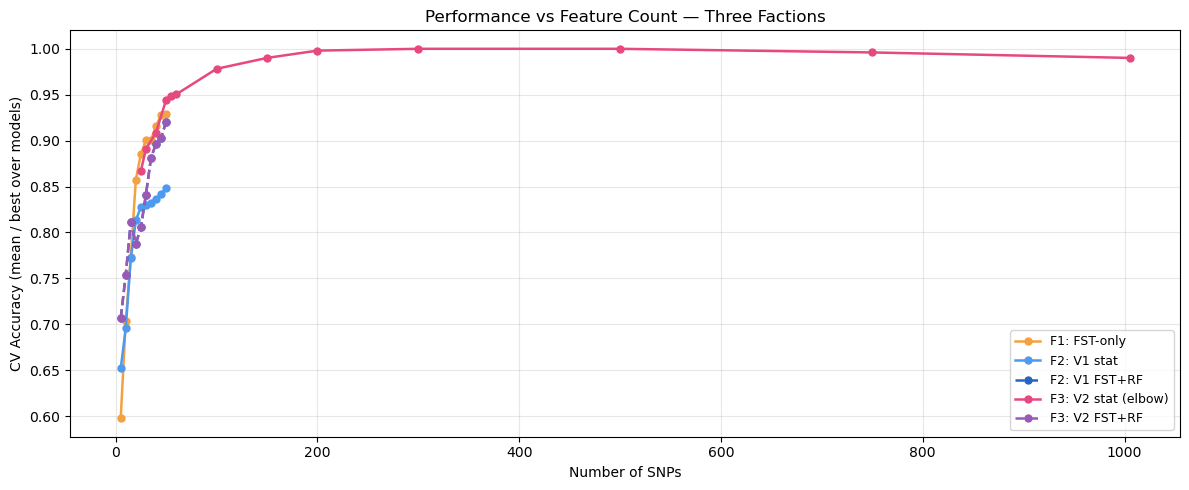 Performance vs Feature Count — Three Factions
CV Accuracy (mean / best over models)
1.00
0.95
0.90
0.85
0.80
0.75
0.70
0.65
0.60
F1: FST-only
F2: V1 stat
F2: V1 FST+RF
F3: V2 stat (elbow)
F3: V2 FST+RF
0 200 400 600 800 1000
Number of SNPs